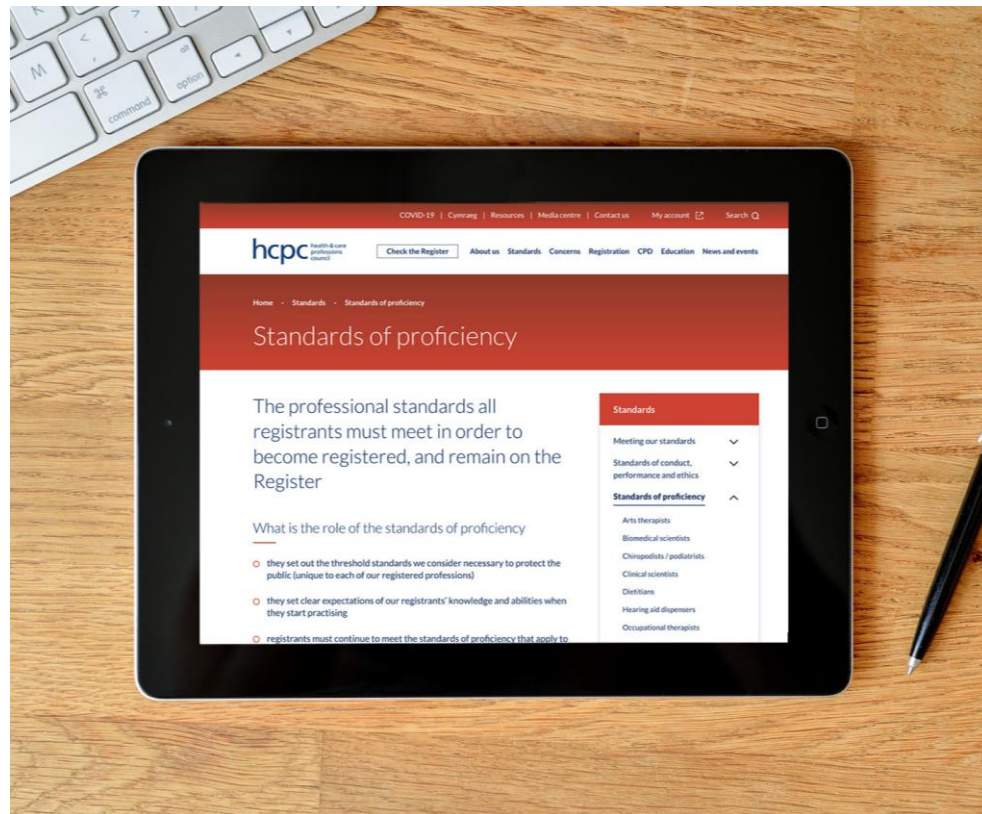 K
<
,
>
.
?
/
M
alt
⌘
command
option
COVID-19 | Cymraeg | Resources | Media centre | Contact us My account Search
hcpc health & care
professions
council
Check the Register About us Standards Concerns Registration CPD Education News and events
Home - Standards - Standards of proficiency
Standards of proficiency
The professional standards all
registrants must meet in order to
become registered, and remain on the
Register
What is the role of the standards of proficiency
they set out the threshold standards we consider necessary to protect the
public (unique to each of our registered professions)
they set clear expectations of our registrants' knowledge and abilities when
they start practising
registrants must continue to meet the standards of proficiency that apply to
Standards
Meeting our standards
Standards of conduct,
performance and ethics
Standards of proficiency
Arts therapists
Biomedical scientists
Chiropodists / podiatrists
Clinical scientists
Dietitians
Hearing aid dispensers
Occupational therapists